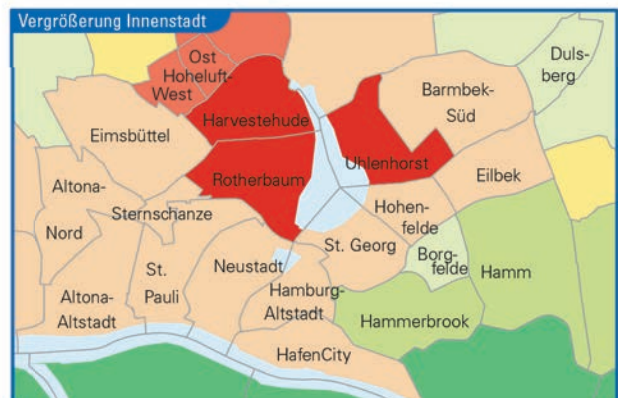 Vergrößerung Innenstadt
Ost
Hoheluft-
West
Duls-
berg
Barmbek-
Süd
Harvestehude
Eimsbüttel
Uhlenhorst
Rotherbaum
Eilbek
Altona-
Nord
Sternschanze
Hohen-
felde
St. Georg
Borg-
felde
Hamm
Neustadt
St.
Pauli
Altona-
Altstadt
Hamburg-
Altstadt
Hammerbrook
HafenCity